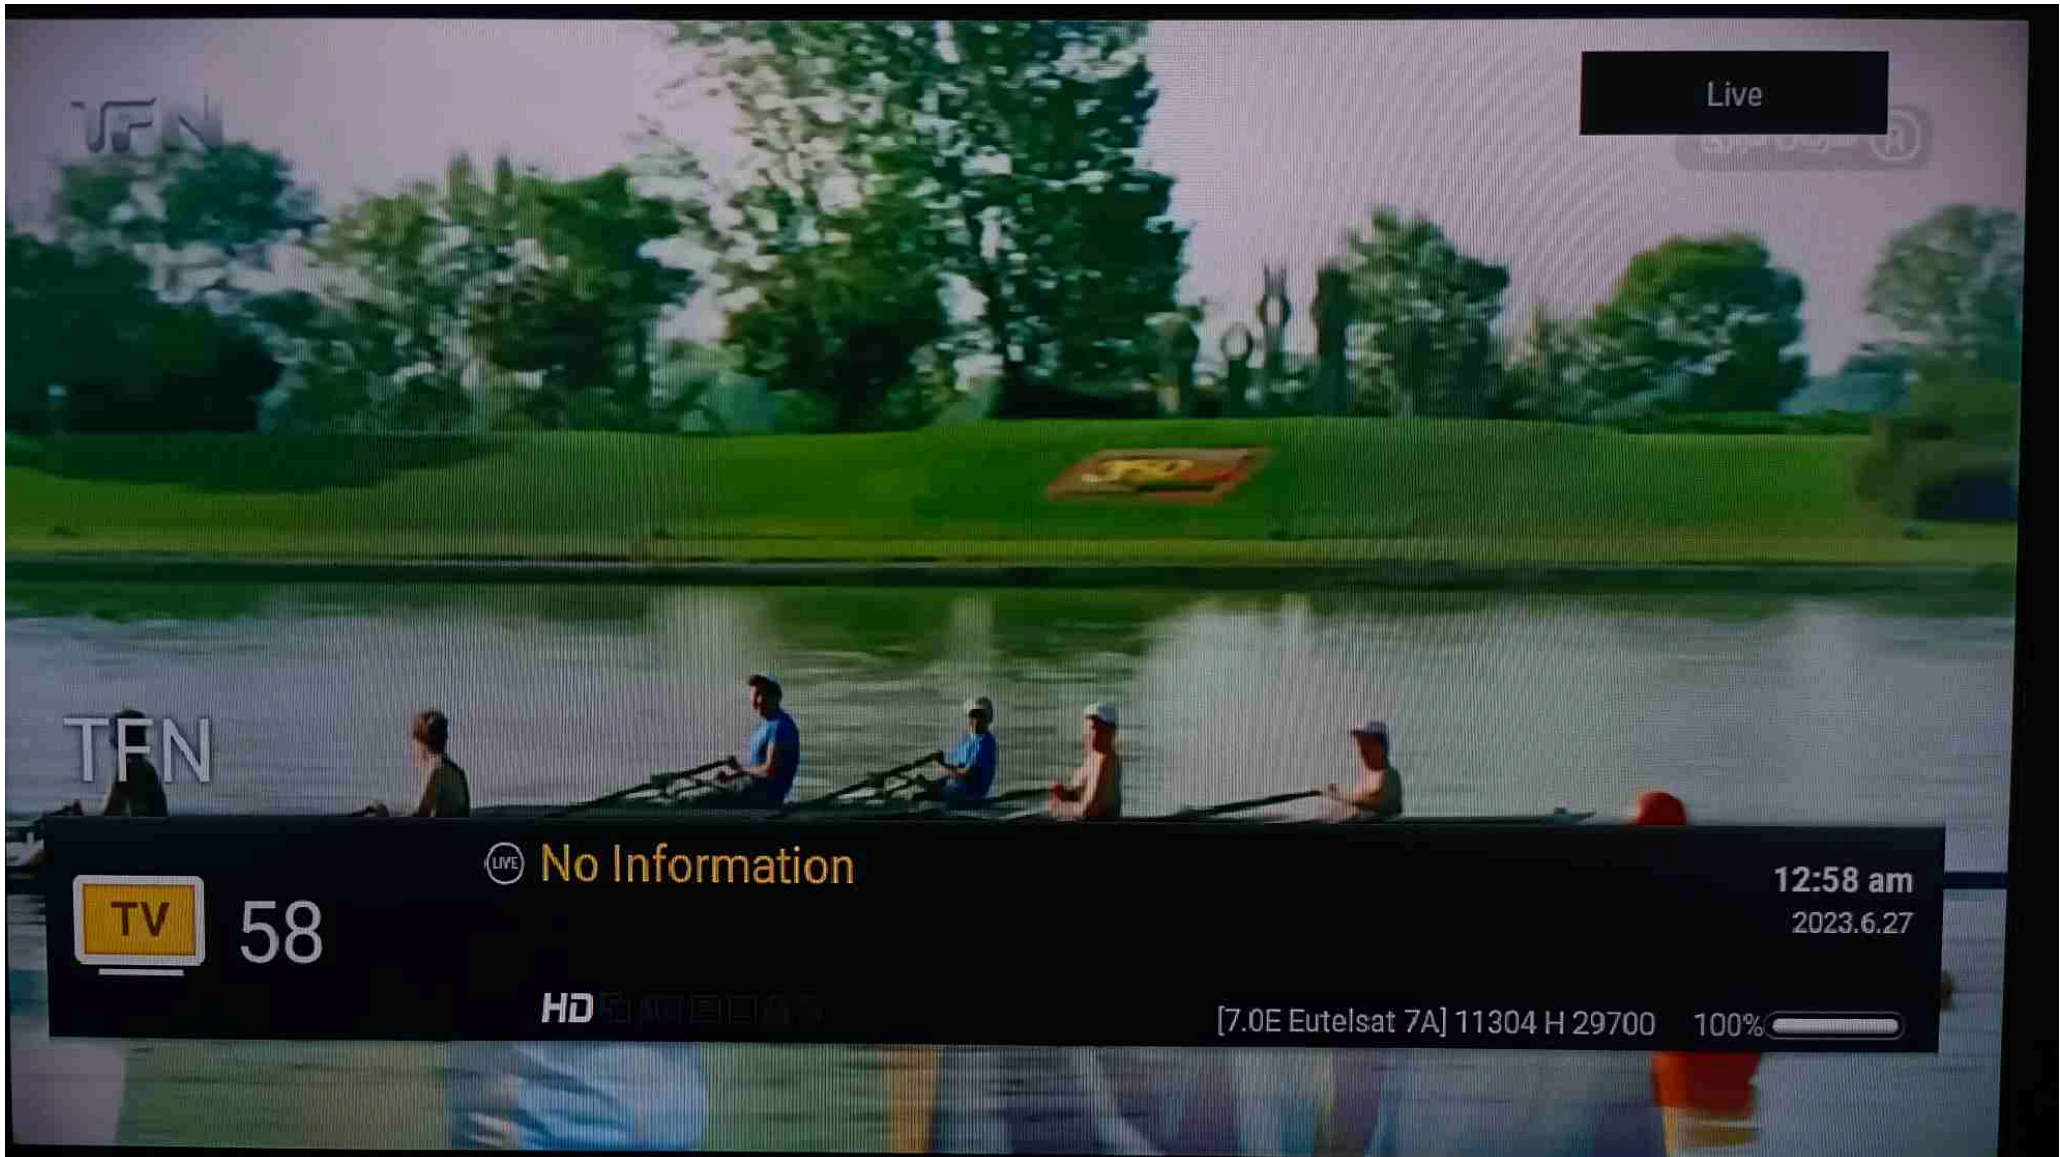 Live
TFN
TFN
LIVE No Information
12:58 am
2023.6.27
TV 58
HD
[7.0E Eutelsat 7A] 11304 H 29700 100%